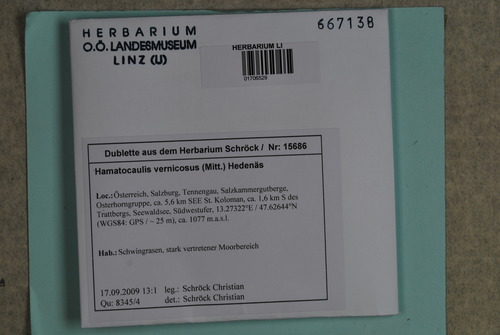 HERBARIUM
O.Ö. LANDESMUSEUM
LINZ (LI)
667138
HERBARIUM LI
01706529
Dublette aus dem Herbarium Schröck / Nr: 15686
Hamatocaulis vernicosus (Mitt.) Hedenäs
Loc.: Österreich, Salzburg, Tennengau, Salzkammergutberge,
Osterhorngruppe, ca. 5,6 km SEE St. Koloman, ca. 1,6 km S des
Trattbergs, Seewaldsee, Südwestufer, 13.27322°E / 47.62644°N
(WGS84: GPS / ~ 25 m), ca. 1077 m.a.s.l.
Hab.: Schwingrasen, stark vertretener Moorbereich
17.09.2009 13:1 leg.: Schröck Christian
Qu: 8345/4 det.: Schröck Christian